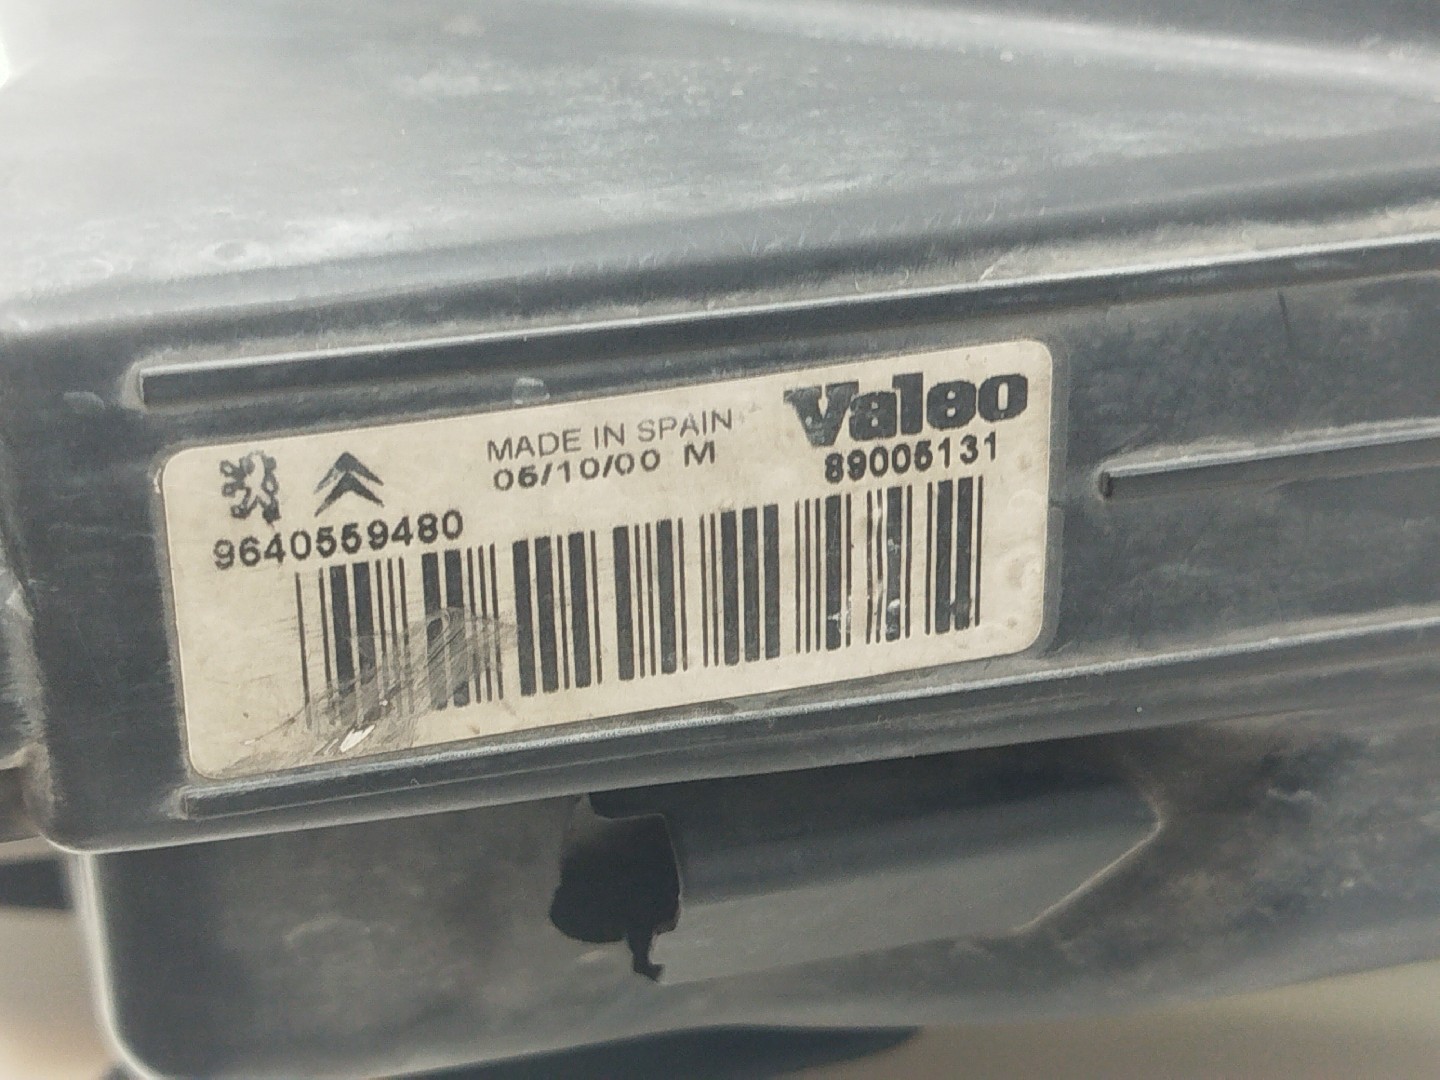 Valeo
MADE IN SPAIN
05/10/00 M
89005131
9640559480